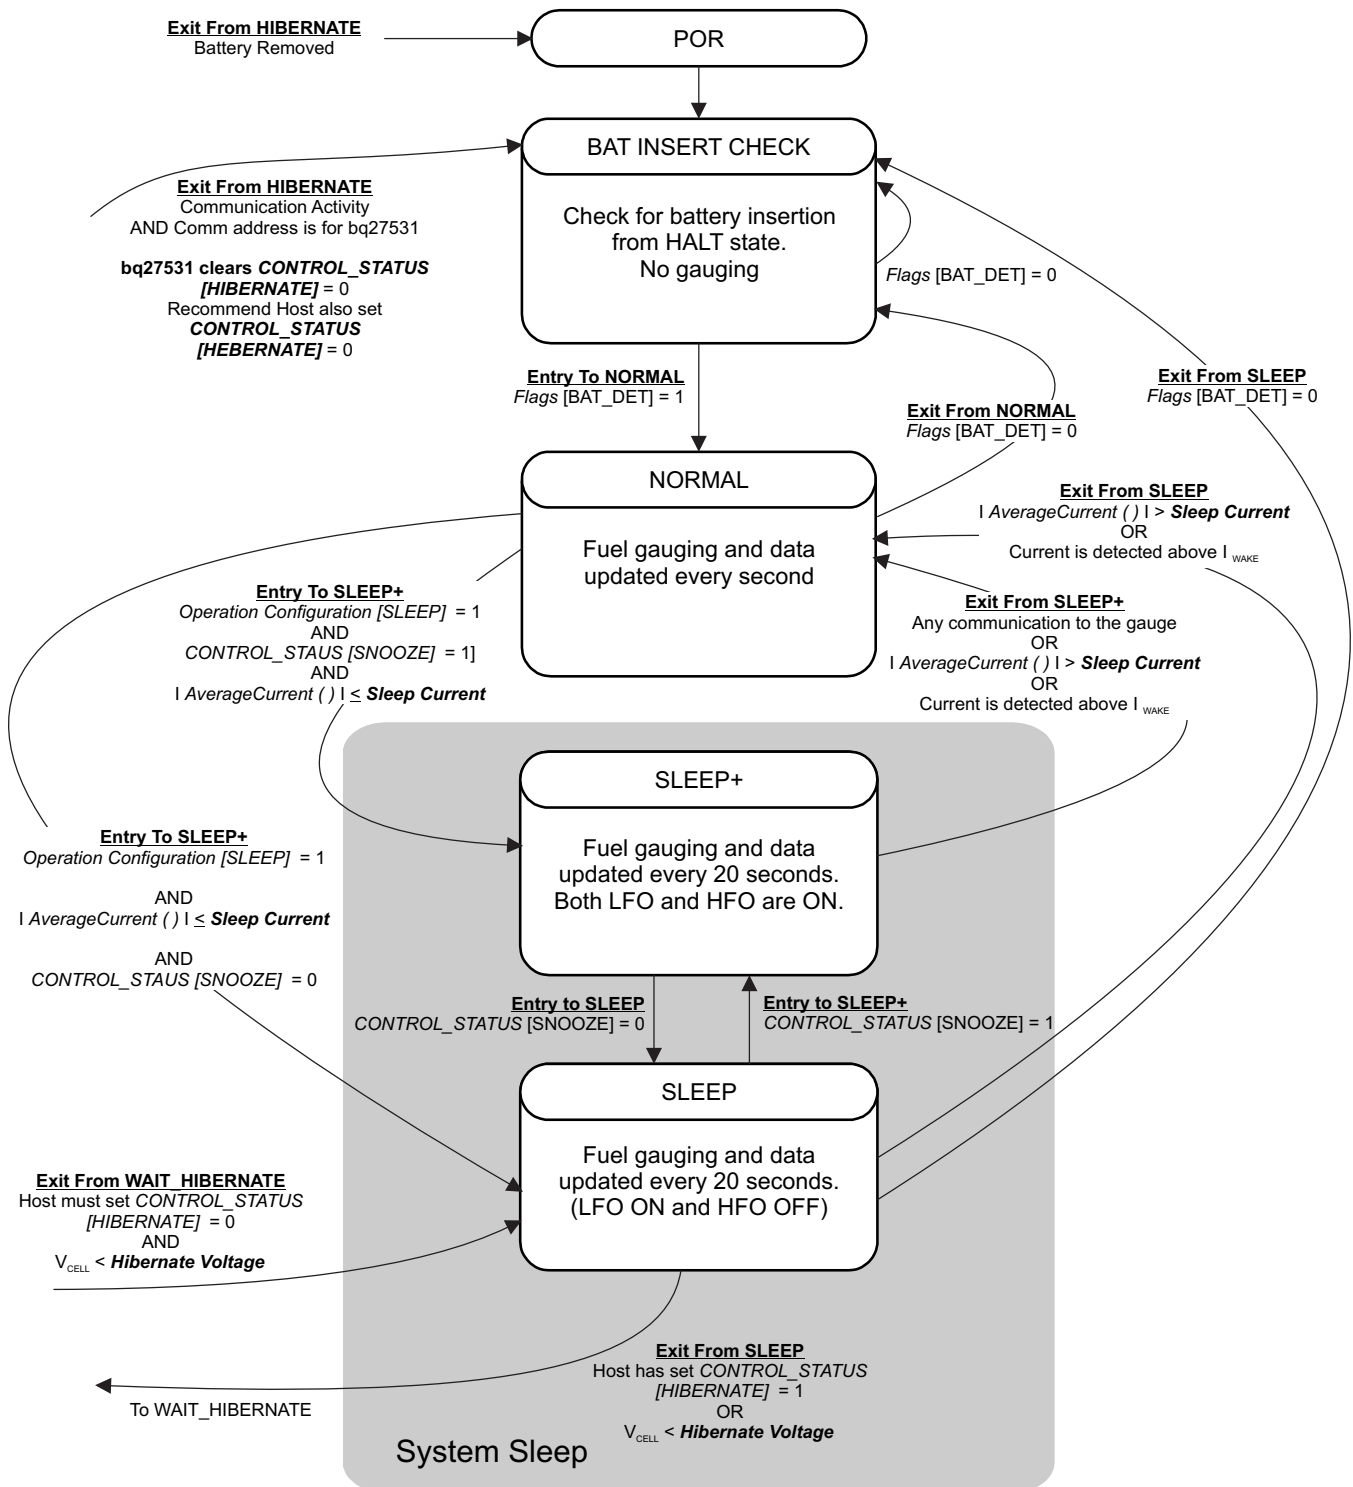 Exit From HIBERNATE
Battery Removed
POR
BAT INSERT CHECK
Check for battery insertion
from HALT state.
No gauging
Exit From HIBERNATE
Communication Activity
AND Comm address is for bq27531
bq27531 clears CONTROL_STATUS
[HIBERNATE] = 0
Recommend Host also set
CONTROL_STATUS
[HEBERNATE] = 0
Flags [BAT_DET] = 0
Entry To NORMAL
Flags [BAT_DET] = 1
Exit From NORMAL
Flags [BAT_DET] = 0
Exit From SLEEP
Flags [BAT_DET] = 0
NORMAL
Fuel gauging and data
updated every second
Exit From SLEEP
I AverageCurrent ( ) I > Sleep Current
OR
Current is detected above I WAKE
Entry To SLEEP+
Operation Configuration [SLEEP] = 1
AND
CONTROL_STAUS [SNOOZE] = 1]
AND
I AverageCurrent ( ) I ≤ Sleep Current
Exit From SLEEP+
Any communication to the gauge
OR
I AverageCurrent ( ) I > Sleep Current
OR
Current is detected above I WAKE
SLEEP+
Fuel gauging and data
updated every 20 seconds.
Both LFO and HFO are ON.
Entry To SLEEP+
Operation Configuration [SLEEP] = 1
AND
I AverageCurrent ( ) I ≤ Sleep Current
AND
CONTROL_STAUS [SNOOZE] = 0
Entry to SLEEP
CONTROL_STATUS [SNOOZE] = 0
Entry to SLEEP+
CONTROL_STATUS [SNOOZE] = 1
SLEEP
Fuel gauging and data
updated every 20 seconds.
(LFO ON and HFO OFF)
Exit From WAIT_HIBERNATE
Host must set CONTROL_STATUS
[HIBERNATE] = 0
AND
VCELL < Hibernate Voltage
Exit From SLEEP
Host has set CONTROL_STATUS
[HIBERNATE] = 1
OR
VCELL < Hibernate Voltage
To WAIT_HIBERNATE
System Sleep